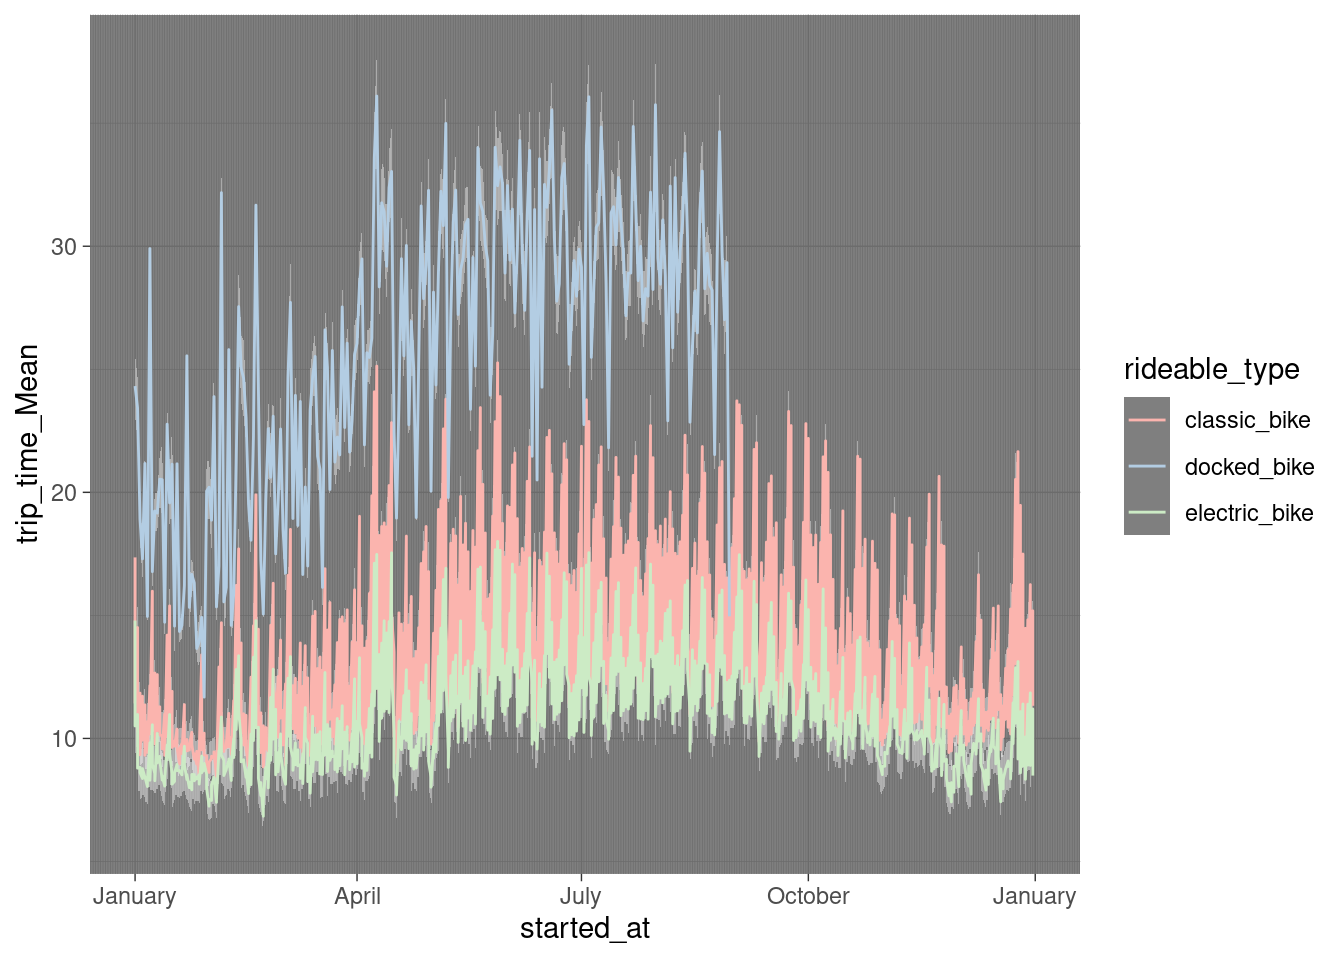 trip_time_Mean
30
20
10
January
April
July
October
January
started_at
rideable_type
classic_bike
docked_bike
electric_bike